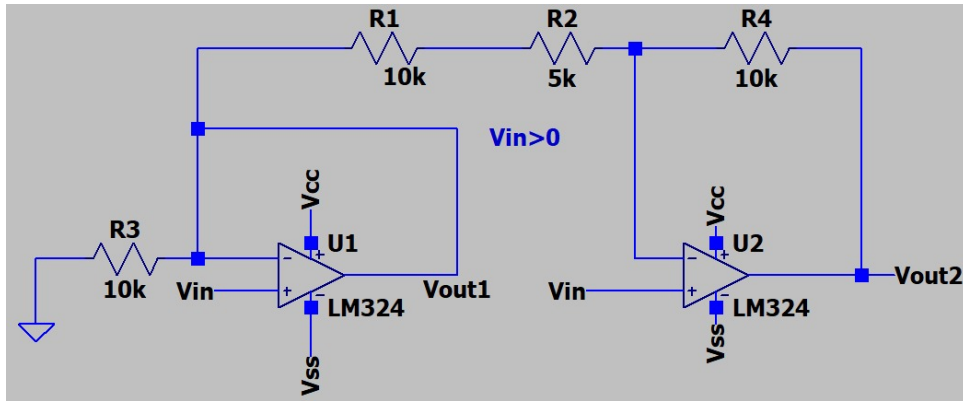 R1
10k
R2
5k
R4
10k
Vin>0
R3
10k
Vcc
U1
Vin
LM324
Vout1
Vss
Vcc
U2
Vin
LM324
Vout2
Vss